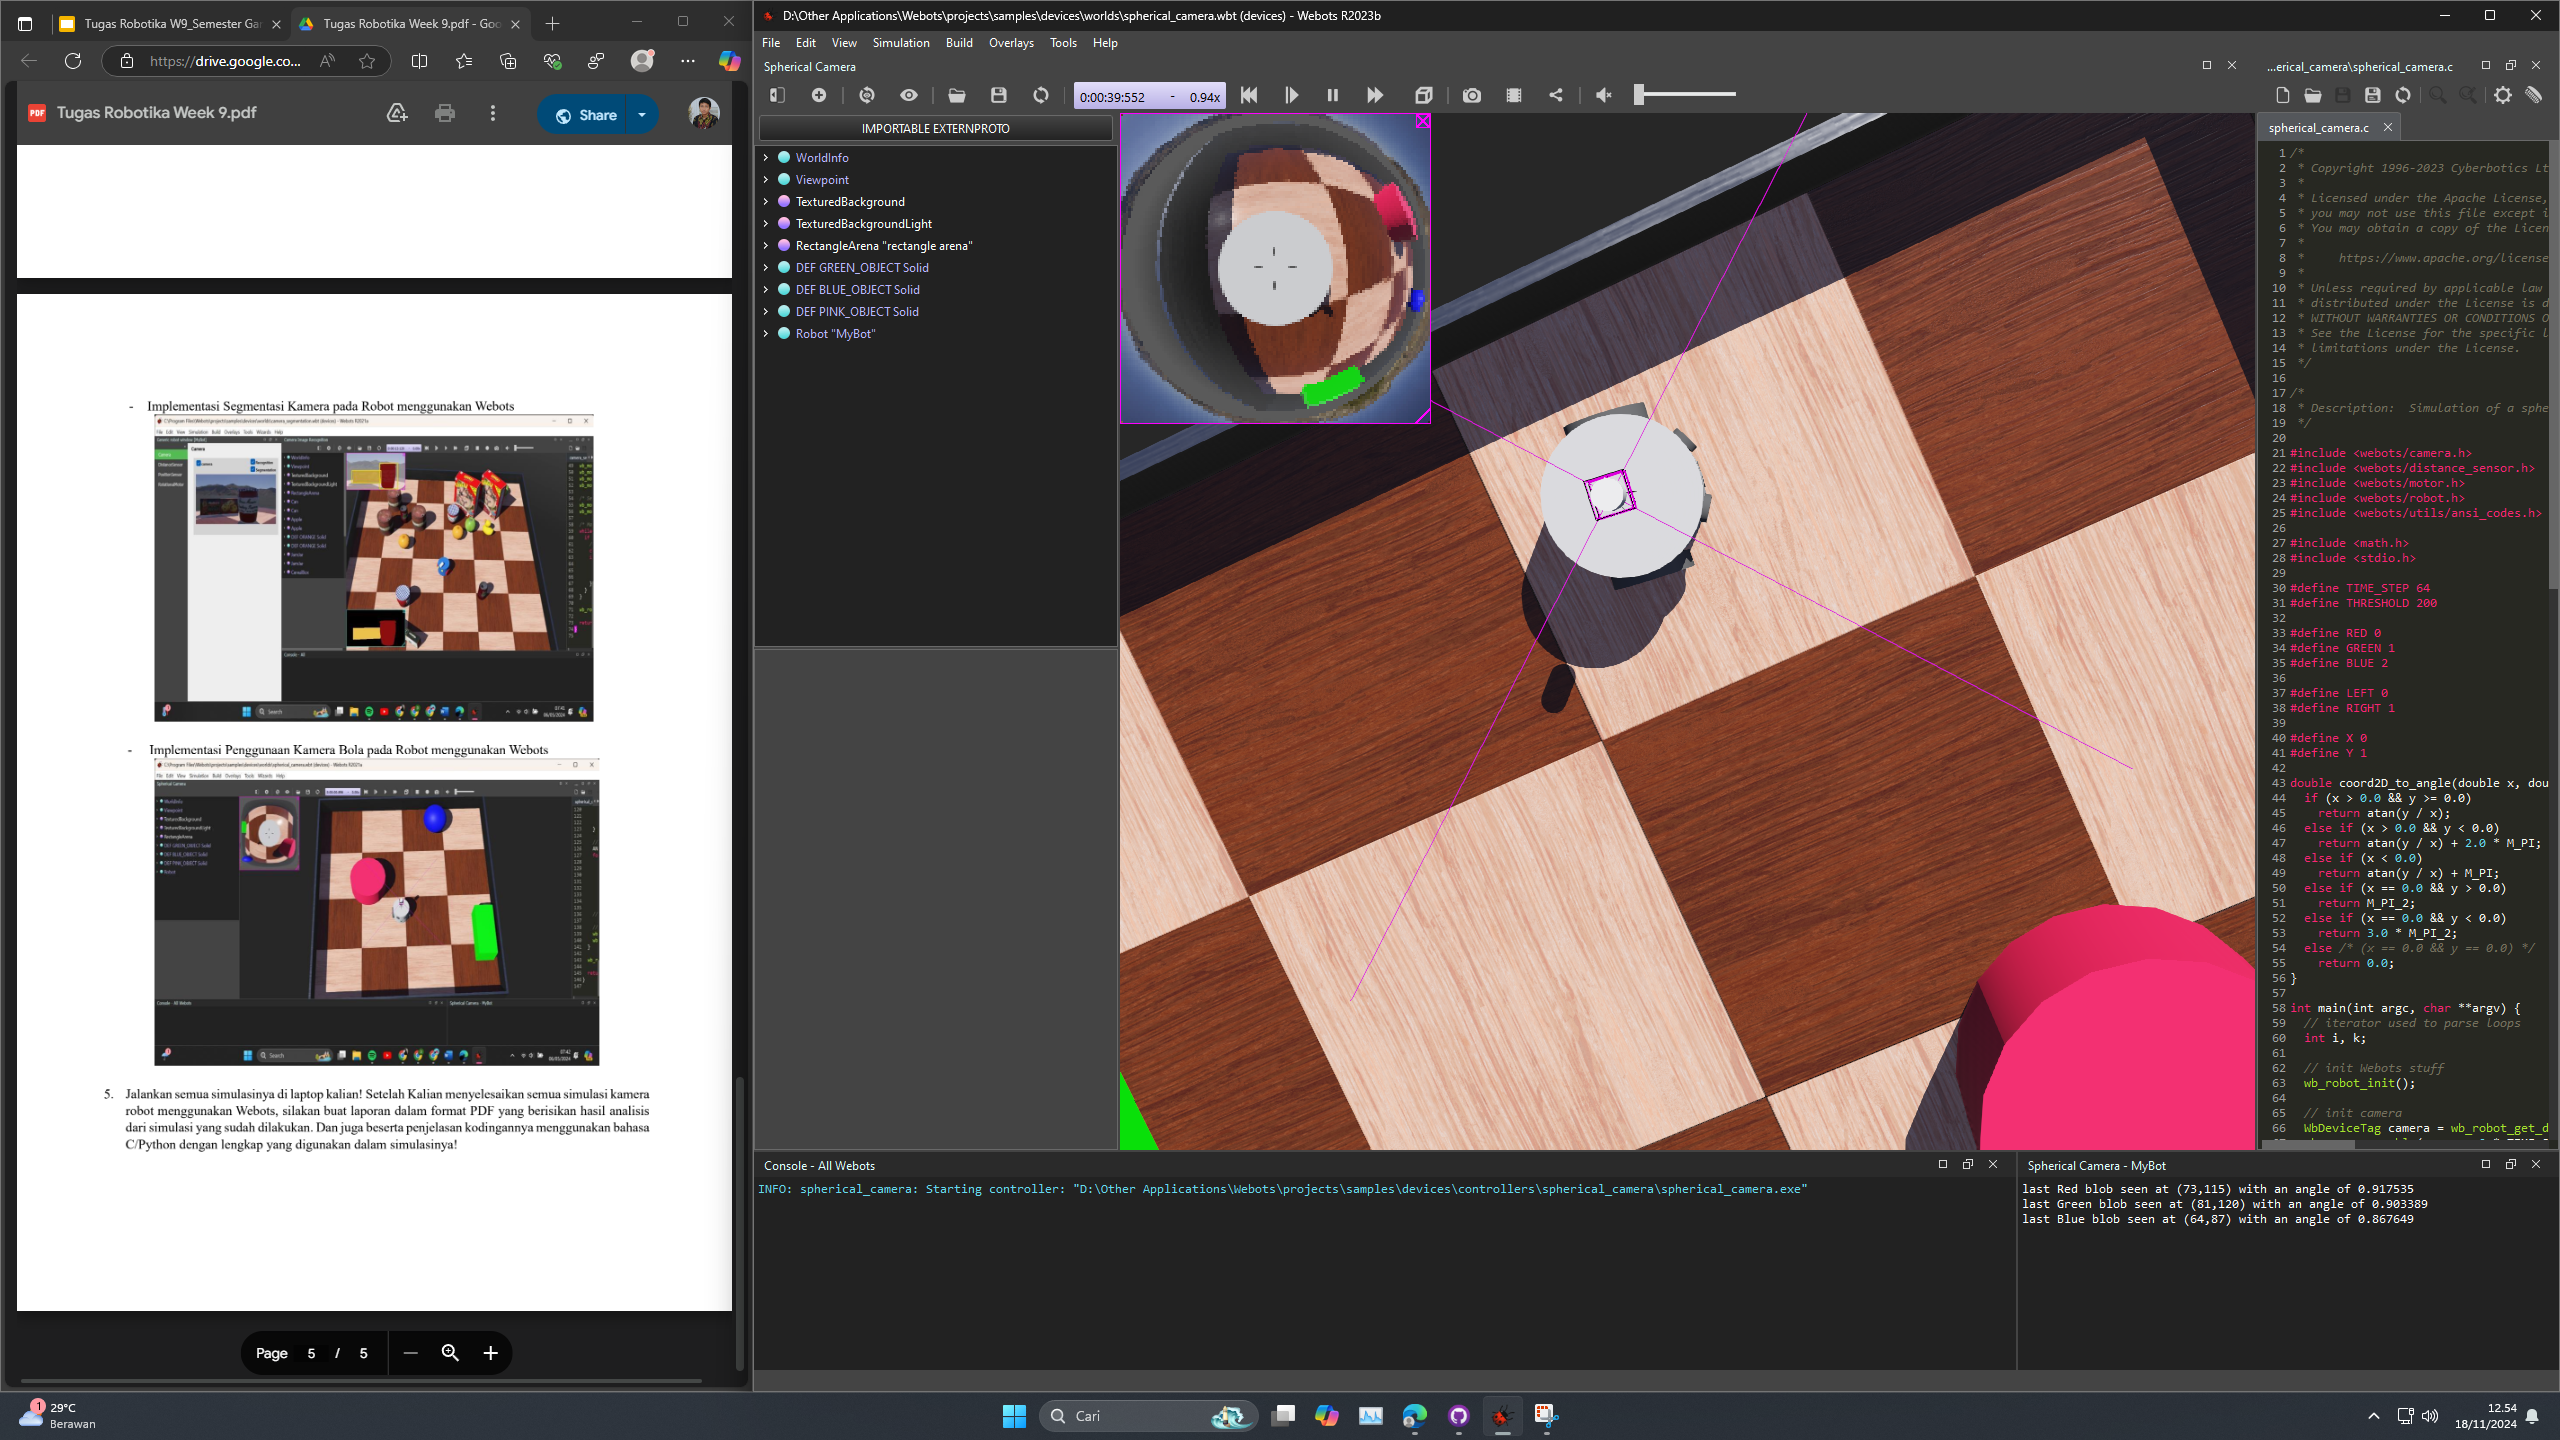 Tugas Robotika W9_Semester Gan
Tugas Robotika Week 9.pdf - Goo
https://drive.google.co...
Tugas Robotika Week 9.pdf
Share
- Implementasi Segmentasi Kamera pada Robot menggunakan Webots
- Implementasi Penggunaan Kamera Bola pada Robot menggunakan Webots
5. Jalankan semua simulasinya di laptop kalian! Setelah Kalian menyelesaikan semua simulasi kamera
robot menggunakan Webots, silakan buat laporan dalam format PDF yang berisikan hasil analisis
dari simulasi yang sudah dilakukan. Dan juga beserta penjelasan kodingannya menggunakan bahasa
C/Python dengan lengkap yang digunakan dalam simulasinya!
Page 5 / 5
D:\Other Applications\Webots\projects\samples\devices\worlds\spherical_camera.wbt (devices) - Webots R2023b
File Edit View Simulation Build Overlays Tools Help
Spherical Camera
0:00:39:552 - 0.94x
IMPORTABLE EXTERNPROTO
WorldInfo
Viewpoint
TexturedBackground
TexturedBackgroundLight
RectangleArena "rectangle arena"
DEF GREEN_OBJECT Solid
DEF BLUE_OBJECT Solid
DEF PINK_OBJECT Solid
Robot "MyBot"
...erical_camera\spherical_camera.c
spherical_camera.c
1 /*
2 * Copyright 1996-2023 Cyberbotics Lt
3 *
4 * Licensed under the Apache License,
5 * you may not use this file except i
6 * You may obtain a copy of the Licen
7 *
8 * https://www.apache.org/license
9 *
10 * Unless required by applicable law
11 * distributed under the License is d
12 * WITHOUT WARRANTIES OR CONDITIONS O
13 * See the License for the specific l
14 * limitations under the License.
15 */
16
17 /*
18 * Description:  Simulation of a sphe
19 */
20
21 #include <webots/camera.h>
22 #include <webots/distance_sensor.h>
23 #include <webots/motor.h>
24 #include <webots/robot.h>
25 #include <webots/utils/ansi_codes.h>
26
27 #include <math.h>
28 #include <stdio.h>
29
30 #define TIME_STEP 64
31 #define THRESHOLD 200
32
33 #define RED 0
34 #define GREEN 1
35 #define BLUE 2
36
37 #define LEFT 0
38 #define RIGHT 1
39
40 #define X 0
41 #define Y 1
42
43 double coord2D_to_angle(double x, dou
44 if (x > 0.0 && y >= 0.0)
45 return atan(y / x);
46 else if (x > 0.0 && y < 0.0)
47 return atan(y / x) + 2.0 * M_PI;
48 else if (x < 0.0)
49 return atan(y / x) + M_PI;
50 else if (x == 0.0 && y > 0.0)
51 return M_PI_2;
52 else if (x == 0.0 && y < 0.0)
53 return 3.0 * M_PI_2;
54 else /* (x == 0.0 && y == 0.0) */
55 return 0.0;
56 }
57
58 int main(int argc, char **argv) {
59 // iterator used to parse loops
60 int i, k;
61
62 // init Webots stuff
63 wb_robot_init();
64
65 // init camera
66 WbDeviceTag camera = wb_robot_get_d
Console - All Webots
INFO: spherical_camera: Starting controller: "D:\Other Applications\Webots\projects\samples\devices\controllers\spherical_camera\spherical_camera.exe"
Spherical Camera - MyBot
last Red blob seen at (73,115) with an angle of 0.917535
last Green blob seen at (81,120) with an angle of 0.903389
last Blue blob seen at (64,87) with an angle of 0.867649
1
29°C
Berawan
Cari
12.54
18/11/2024